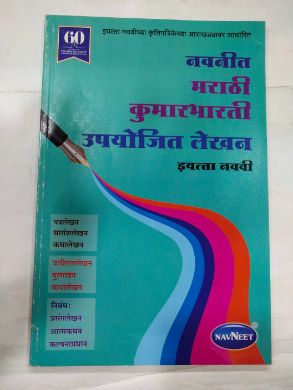 इयत्ता नववीच्या कृतिपत्रिकेच्या आराखड्यावर आधारित
60
नवनीत
मराठी
कुमारभारती
उपयोजित लेखन
इयत्ता नववी
पत्रलेखन
सारांशलेखन
कथालेखन
जाहिरातलेखन
मुलाखत
कथालेखन
निबंध:
प्रसंगलेखन
आत्मकथन
कल्पनाप्रधान
NAVNEET